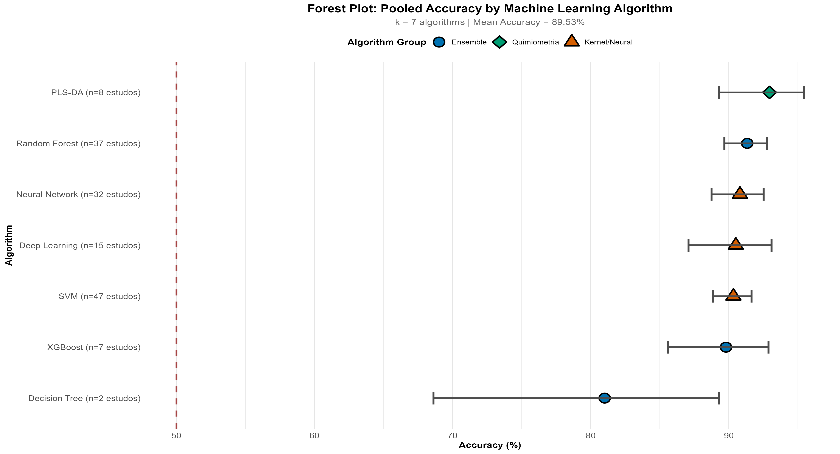 Forest Plot: Pooled Accuracy by Machine Learning Algorithm
k = 7 algorithms | Mean Accuracy = 89.53%
Algorithm Group Ensemble Quimiometria Kernel/Neural
PLS-DA (n=8 estudos)
Random Forest (n=37 estudos)
Neural Network (n=32 estudos)
Deep Learning (n=15 estudos)
SVM (n=47 estudos)
XGBoost (n=7 estudos)
Decision Tree (n=2 estudos)
Algorithm
50 60 70 80 90
Accuracy (%)